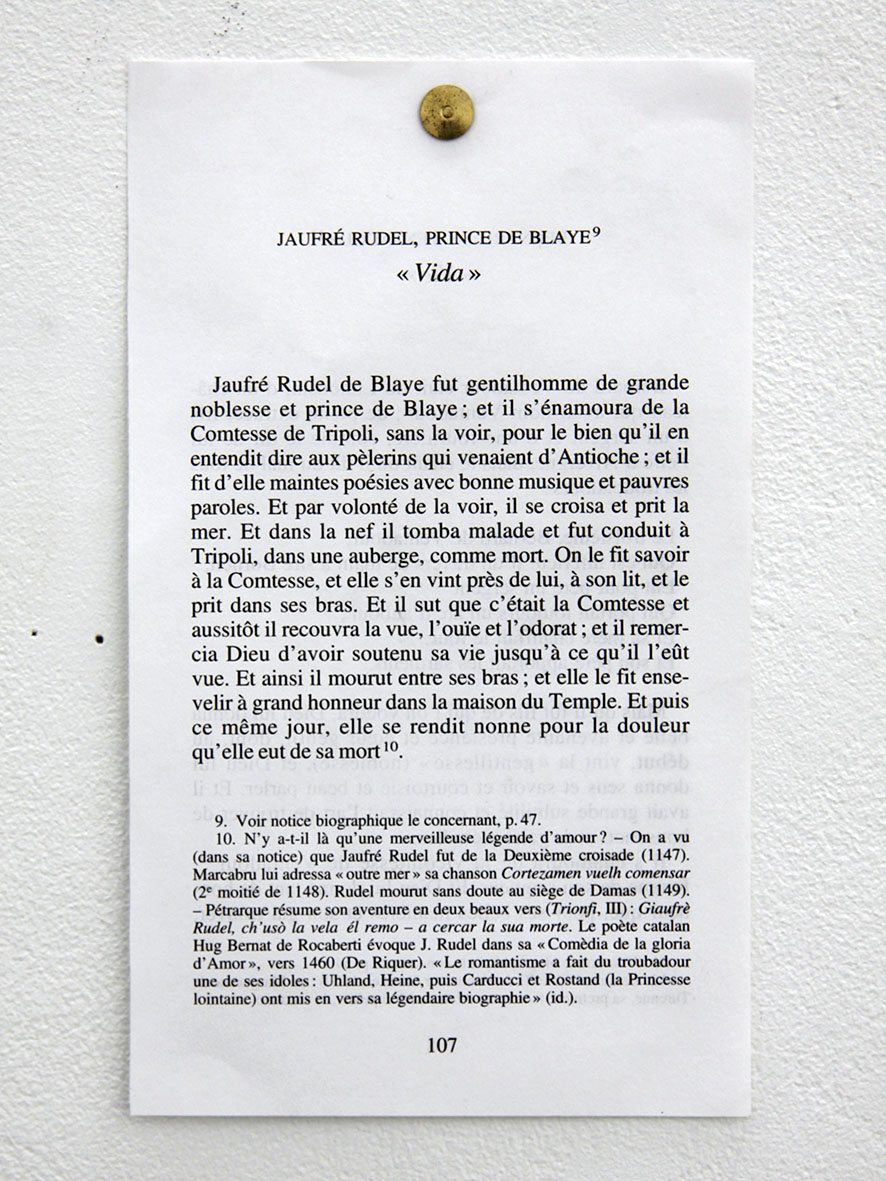 JAUFRÉ RUDEL, PRINCE DE BLAYE⁹
« Vida »
Jaufré Rudel de Blaye fut gentilhomme de grande
noblesse et prince de Blaye ; et il s’énamoura de la
Comtesse de Tripoli, sans la voir, pour le bien qu’il en
entendit dire aux pèlerins qui venaient d’Antioche ; et il
fit d’elle maintes poésies avec bonne musique et pauvres
paroles. Et par volonté de la voir, il se croisa et prit la
mer. Et dans la nef il tomba malade et fut conduit à
Tripoli, dans une auberge, comme mort. On le fit savoir
à la Comtesse, et elle s’en vint près de lui, à son lit, et le
prit dans ses bras. Et il sut que c’était la Comtesse et
aussitôt il recouvra la vue, l’ouïe et l’odorat ; et il remer-
cia Dieu d’avoir soutenu sa vie jusqu’à ce qu’il l’eût
vue. Et ainsi il mourut entre ses bras ; et elle le fit ense-
velir à grand honneur dans la maison du Temple. Et puis
ce même jour, elle se rendit nonne pour la douleur
qu’elle eut de sa mort¹⁰.
9. Voir notice biographique le concernant, p. 47.
10. N’y a-t-il là qu’une merveilleuse légende d’amour ? – On a vu
(dans sa notice) que Jaufré Rudel fut de la Deuxième croisade (1147).
Marcabru lui adressa « outre mer » sa chanson Cortezamen vuelh comensar
(2ᵉ moitié de 1148). Rudel mourut sans doute au siège de Damas (1149).
– Pétrarque résume son aventure en deux beaux vers (Trionfi, III) : Giaufrè
Rudel, ch’usò la vela él remo – a cercar la sua morte. Le poète catalan
Hug Bernat de Rocaberti évoque J. Rudel dans sa « Comèdia de la gloria
d’Amor », vers 1460 (De Riquer). « Le romantisme a fait du troubadour
une de ses idoles : Uhland, Heine, puis Carducci et Rostand (la Princesse
lointaine) ont mis en vers sa légendaire biographie » (id.).
107